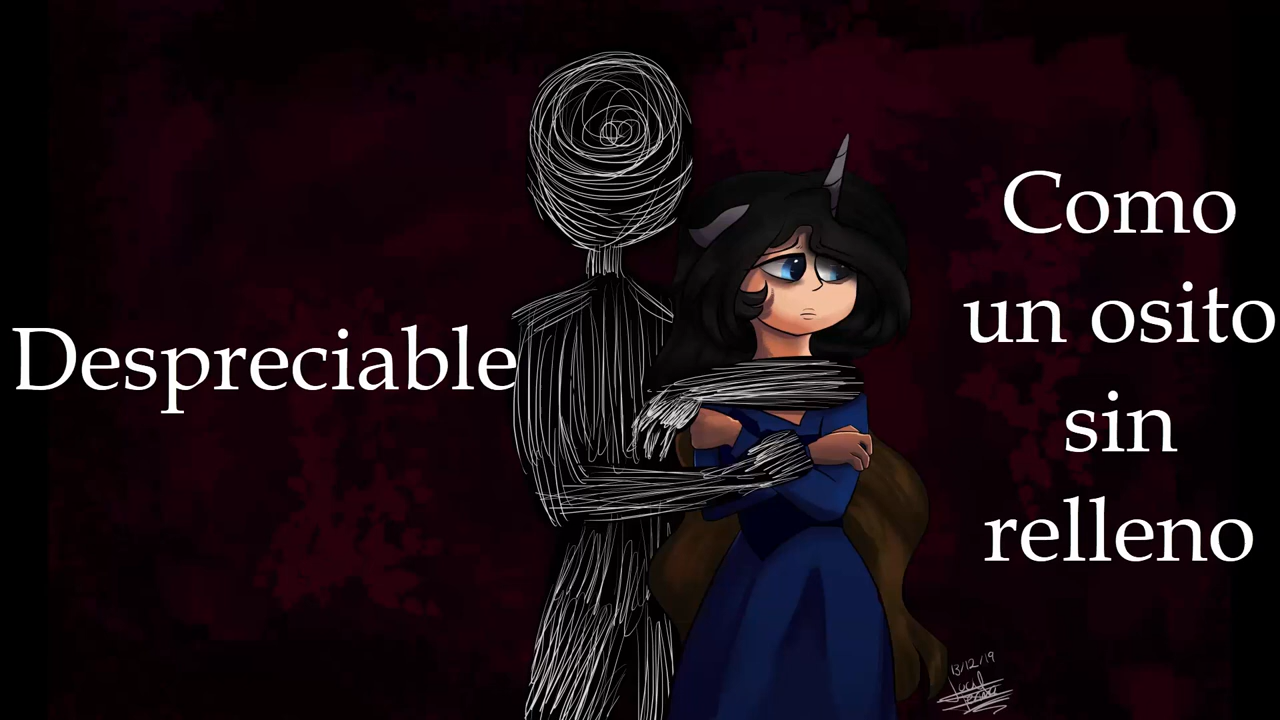 Despreciable
Como
un osito
sin
relleno
13/12/19